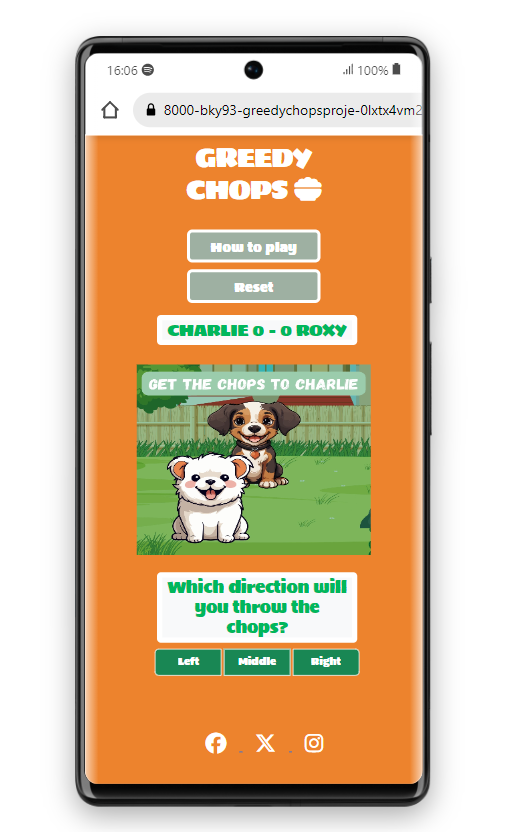 16:06
100%
8000-bky93-greedychopsproje-0lxtx4vm2
GREEDY
CHOPS
How to play
Reset
CHARLIE 0 - 0 ROXY
GET THE CHOPS TO CHARLIE
Which direction will
you throw the
chops?
Left Middle Right